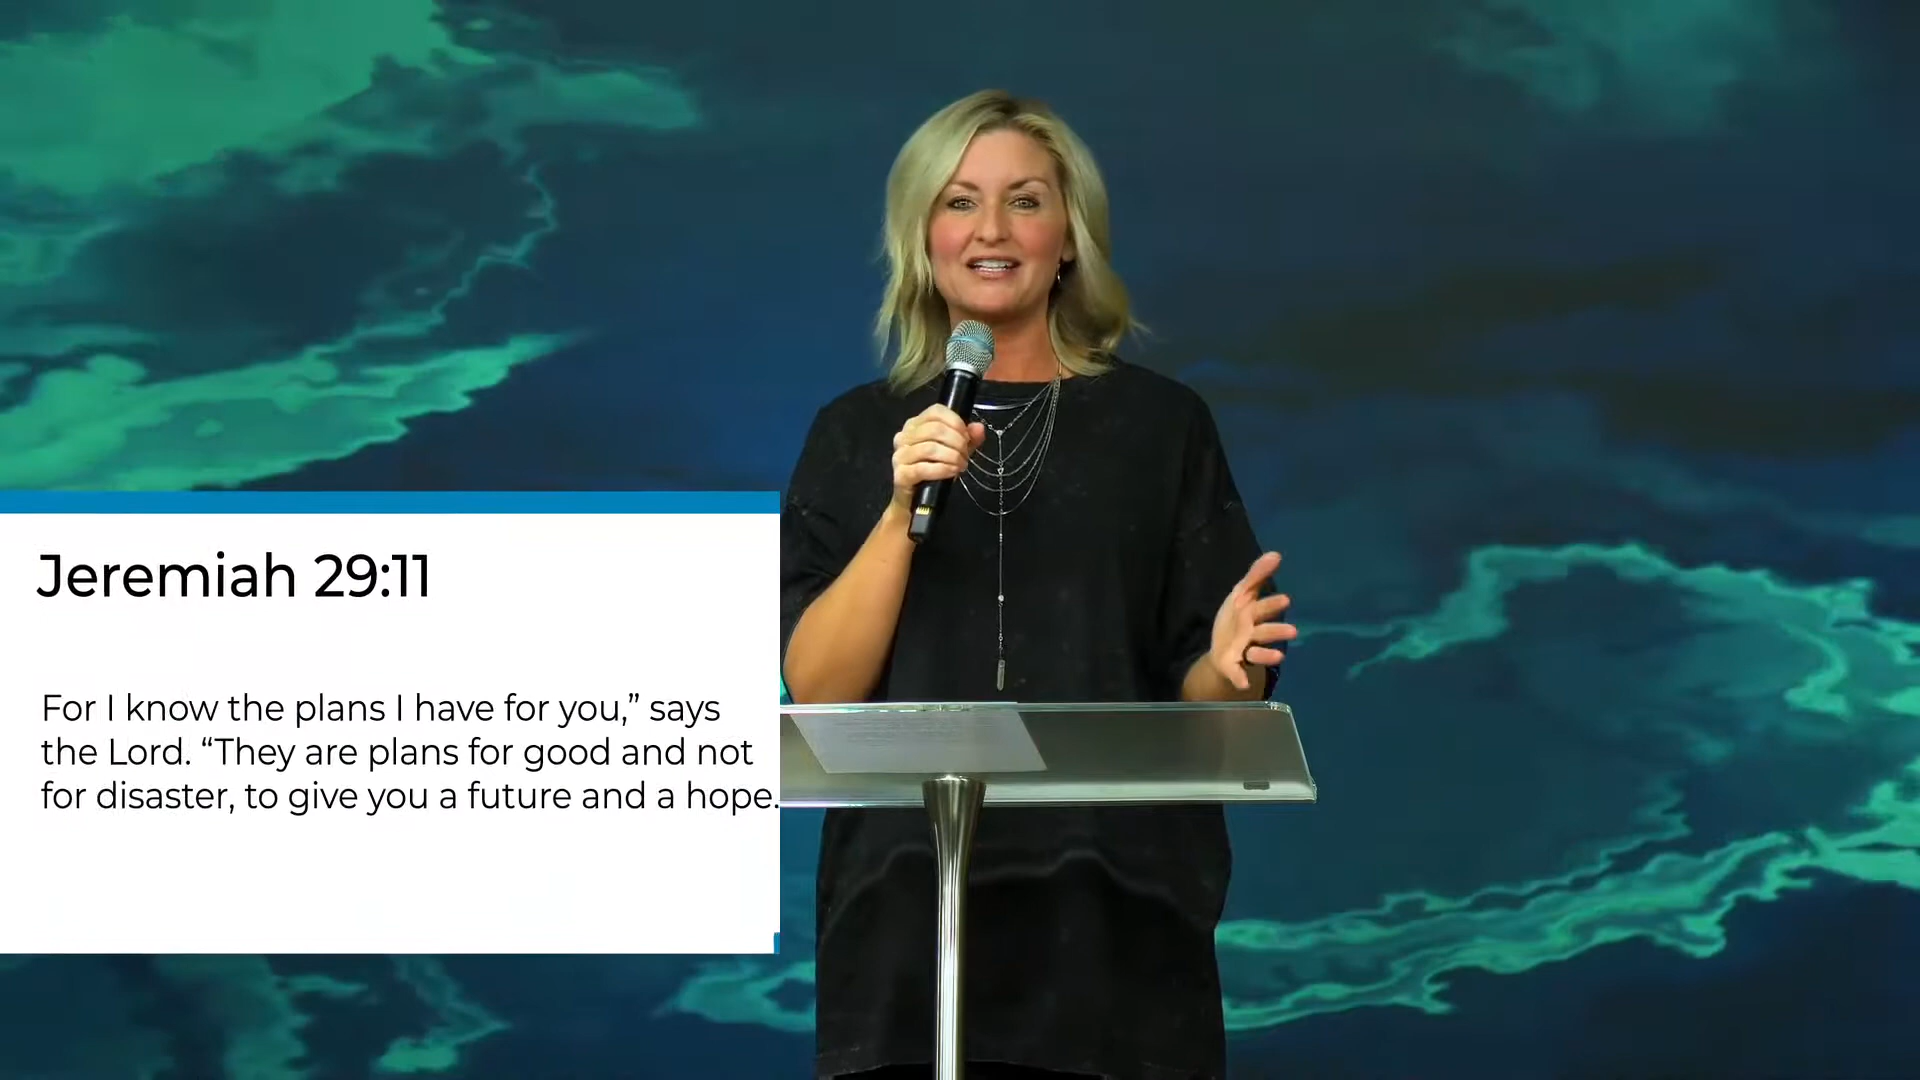 Jeremiah 29:11
For I know the plans I have for you,” says
the Lord. “They are plans for good and not
for disaster, to give you a future and a hope.